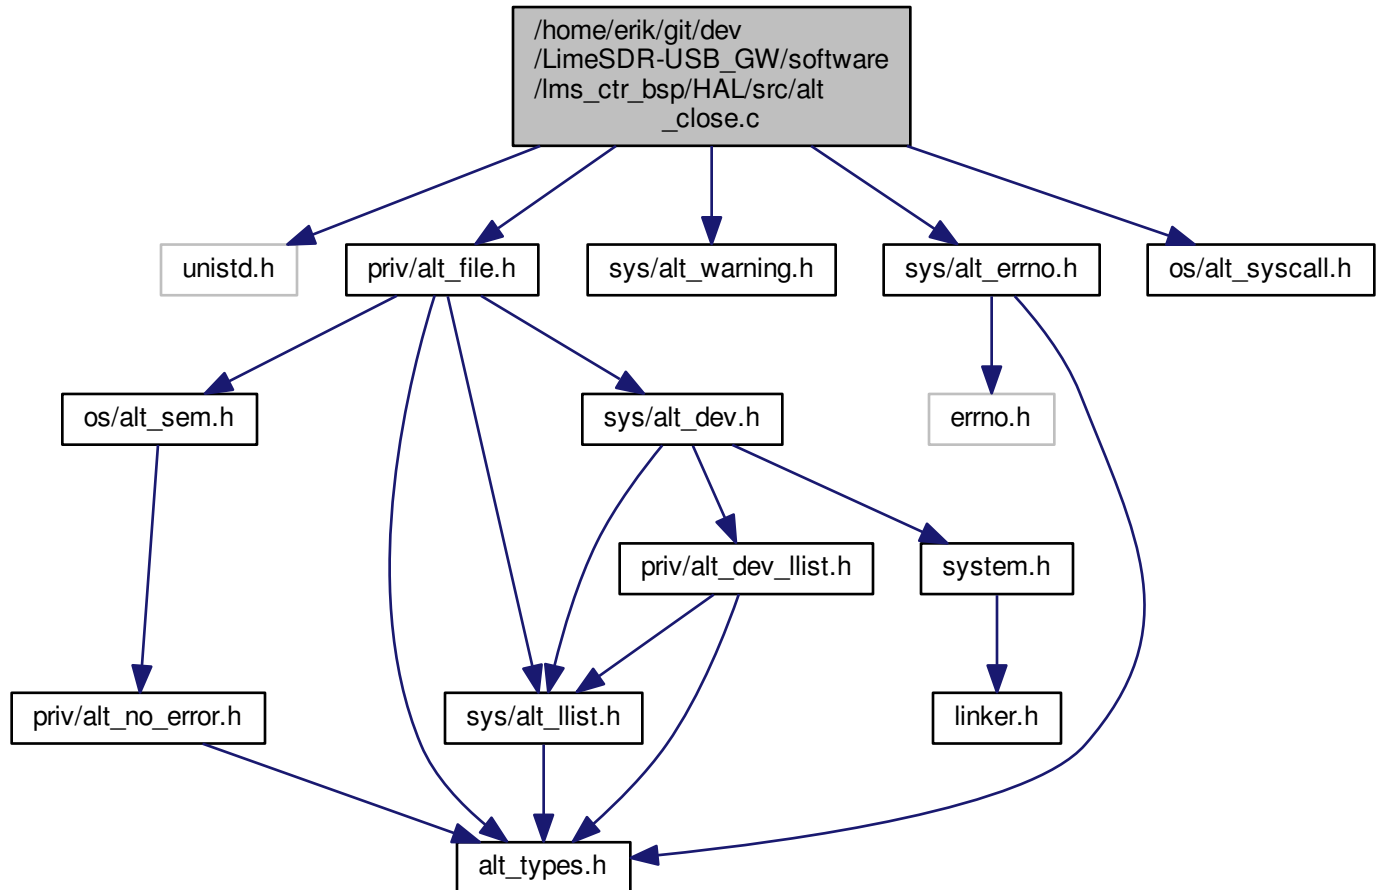 /home/erik/git/dev
/LimeSDR-USB_GW/software
/lms_ctr_bsp/HAL/src/alt
_close.c
unistd.h
priv/alt_file.h
sys/alt_warning.h
sys/alt_errno.h
os/alt_syscall.h
os/alt_sem.h
sys/alt_dev.h
errno.h
priv/alt_dev_llist.h
system.h
priv/alt_no_error.h
sys/alt_llist.h
linker.h
alt_types.h